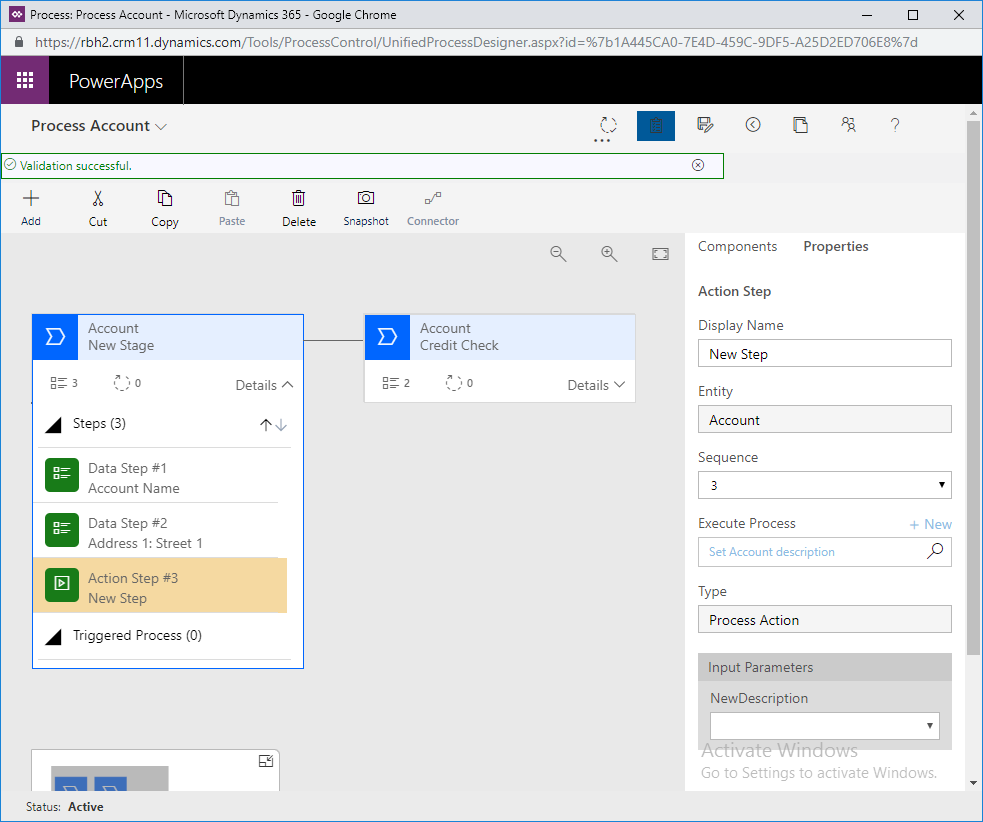 Process: Process Account - Microsoft Dynamics 365 - Google Chrome
https://rbh2.crm11.dynamics.com/Tools/ProcessControl/UnifiedProcessDesigner.aspx?id=%7b1A445CA0-7E4D-459C-9DF5-A25D2ED706E8%7d
PowerApps
Process Account
?
Validation successful.
Add Cut Copy Paste Delete Snapshot Connector
Components Properties
Action Step
Display Name
New Step
Entity
Account
Sequence
3
Execute Process + New
Set Account description
Type
Process Action
Input Parameters
NewDescription
Account
New Stage
3 0 Details
Steps (3)
Data Step #1
Account Name
Data Step #2
Address 1: Street 1
Action Step #3
New Step
Triggered Process (0)
Account
Credit Check
2 0 Details
Activate Windows
Go to Settings to activate Windows.
Status: Active